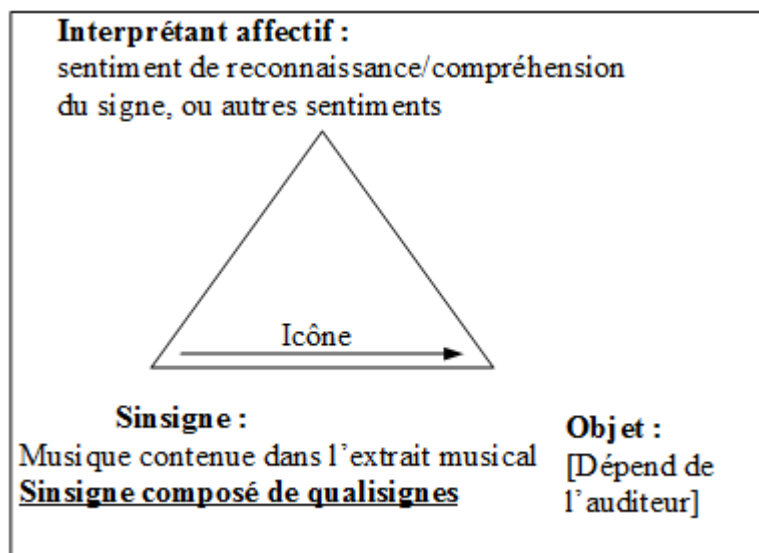 Interprétant affectif :
sentiment de reconnaissance/compréhension
du signe, ou autres sentiments
Icône
Sinsigne :
Musique contenue dans l’extrait musical
Sinsigne composé de qualisignes
Objet :
[Dépend de
l’auditeur]